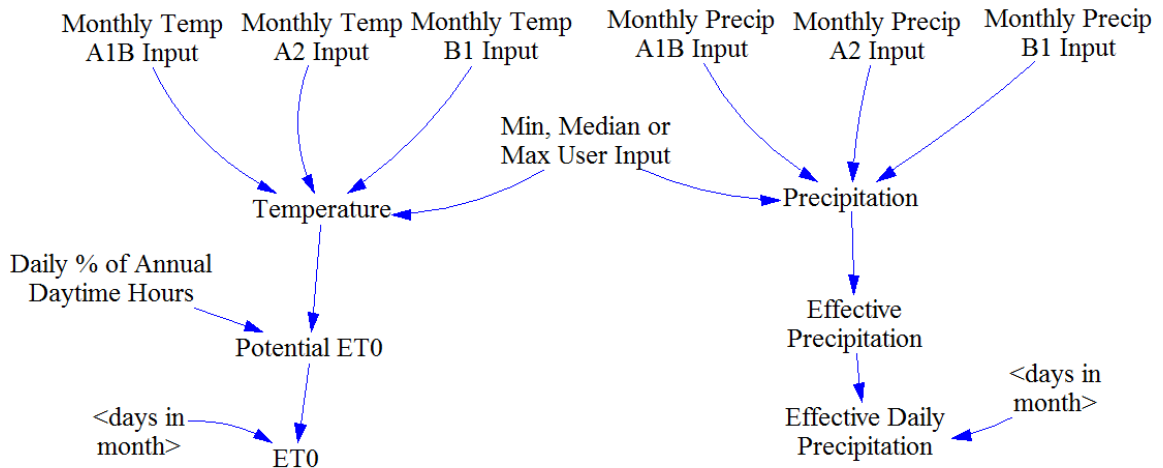 Monthly Temp
A1B Input
Monthly Temp
A2 Input
Monthly Temp
B1 Input
Monthly Precip
A1B Input
Monthly Precip
A2 Input
Monthly Precip
B1 Input
Min, Median or
Max User Input
Temperature
Precipitation
Daily % of Annual
Daytime Hours
Effective
Precipitation
Potential ET0
<days in
month>
ET0
Effective Daily
Precipitation
<days in
month>